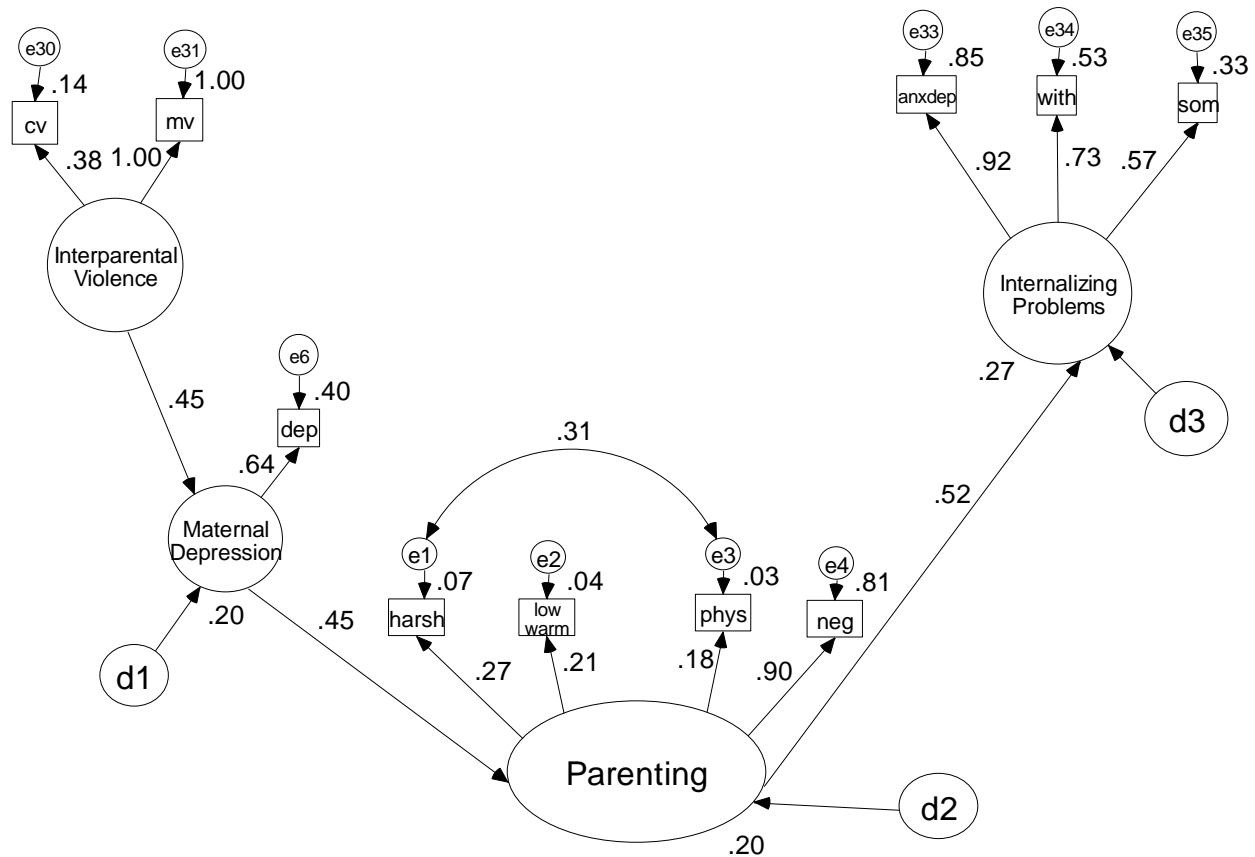 e30
e31
e33
e34
e35
.14
1.00
.85
.53
.33
cv
mv
anxdep
with
som
.38
1.00
.92
.73
.57
Interparental
Violence
Internalizing
Problems
.27
e6
.40
dep
.45
.64
d3
.31
.52
Maternal
Depression
.20
d1
.45
e1
e2
e3
e4
.07
.04
.03
.81
harsh
low
warm
phys
neg
.27
.21
.18
.90
Parenting
d2
.20